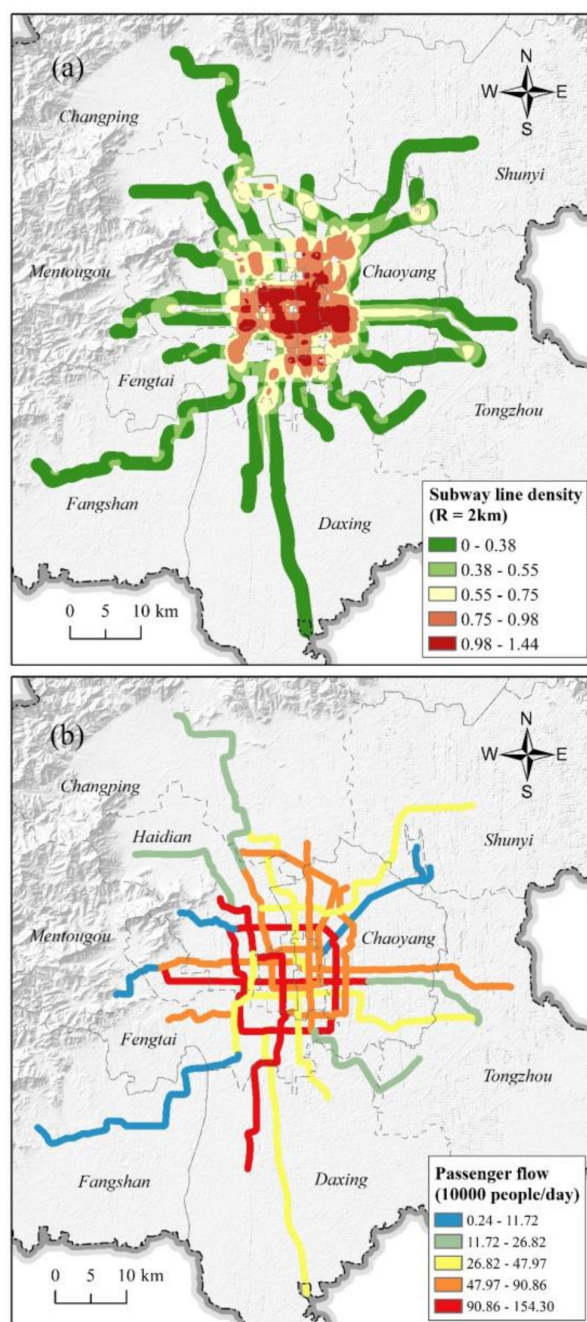 (a)
N
W E
S
Changping
Shunyi
Mentougou
Chaoyang
Fengtai
Tongzhou
Fangshan
Daxing
Subway line density
(R = 2km)
0 - 0.38
0.38 - 0.55
0.55 - 0.75
0.75 - 0.98
0.98 - 1.44
0 5 10 km
(b)
N
W E
S
Changping
Haidian
Shunyi
Mentougou
Chaoyang
Fengtai
Tongzhou
Fangshan
Daxing
Passenger flow
(10000 people/day)
0.24 - 11.72
11.72 - 26.82
26.82 - 47.97
47.97 - 90.86
90.86 - 154.30
0 5 10 km